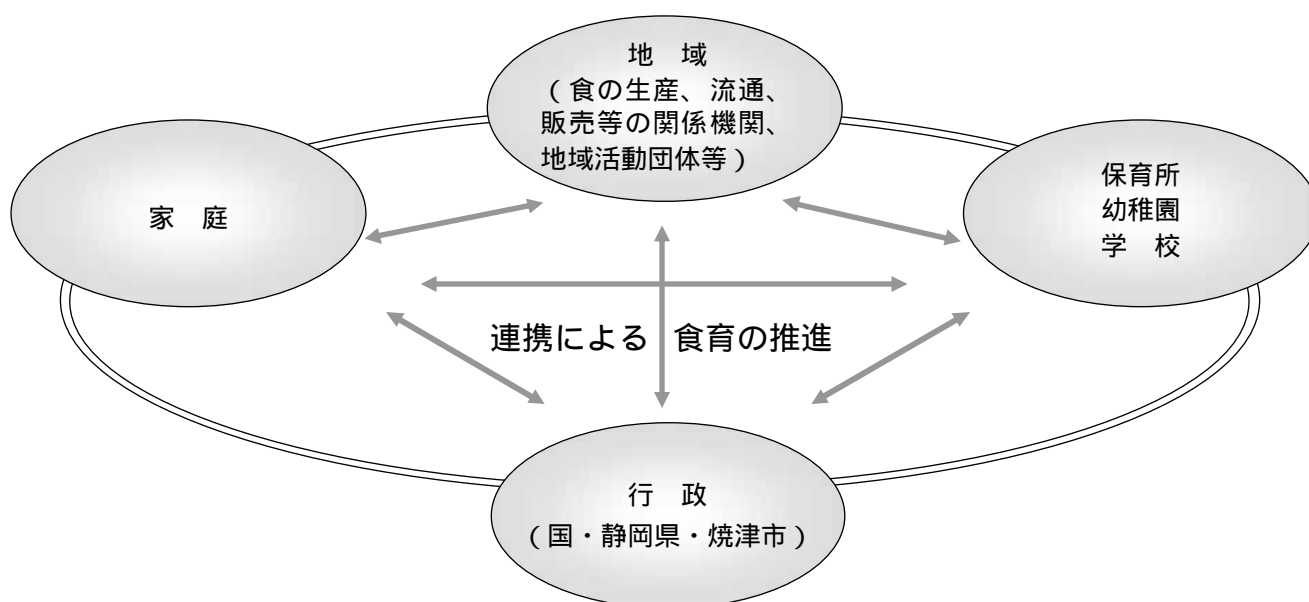 地　域
（食の生産、流通、
販売等の関係機関、
地域活動団体等）
家　庭
保育所
幼稚園
学　校
連携による　食育の推進
行　政
（国・静岡県・焼津市）